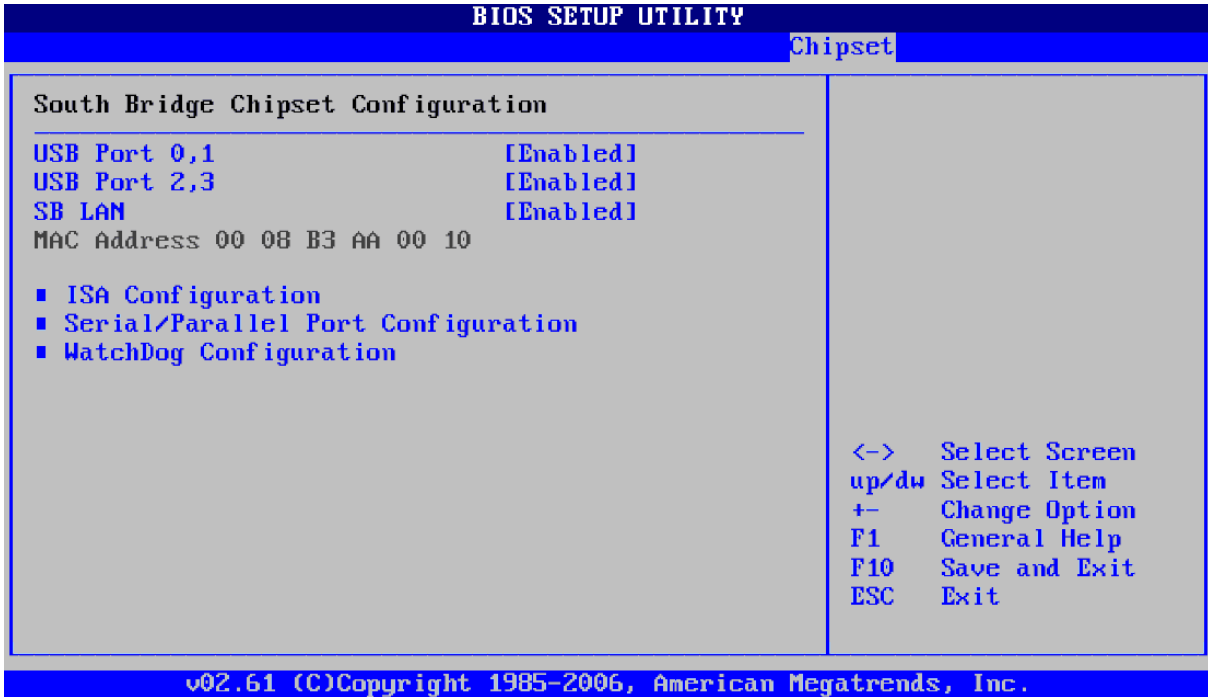 BIOS SETUP UTILITY
Chipset
South Bridge Chipset Configuration
USB Port 0,1 [Enabled]
USB Port 2,3 [Enabled]
SB LAN [Enabled]
MAC Address 00 08 B3 AA 00 10
ISA Configuration
Serial/Parallel Port Configuration
WatchDog Configuration
<-> Select Screen
up/dw Select Item
+- Change Option
F1 General Help
F10 Save and Exit
ESC Exit
v02.61 (C)Copyright 1985-2006, American Megatrends, Inc.